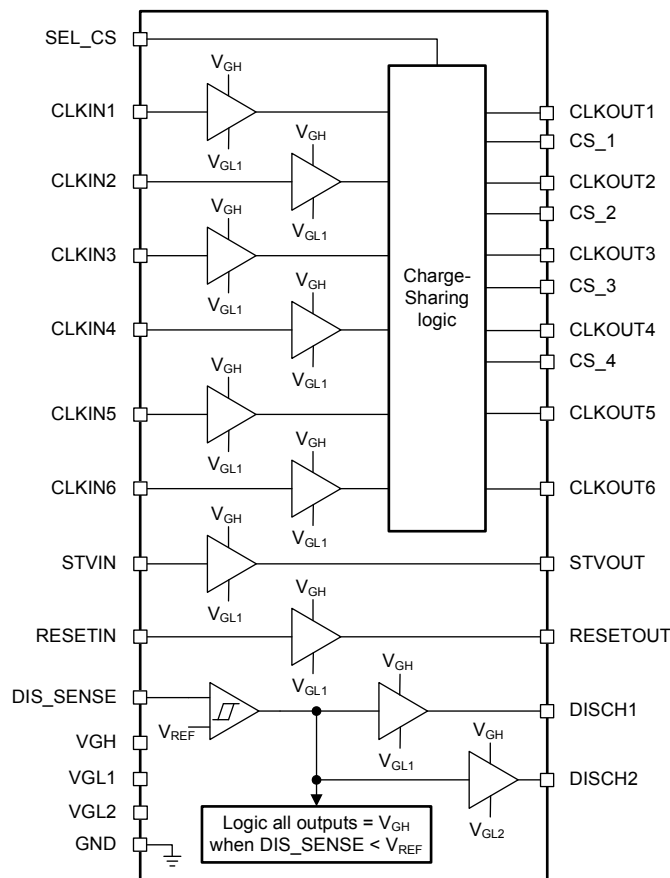 SEL_CS
V_GH
CLKIN1
CLKOUT1
V_GL1
V_GH
CS_1
CLKIN2
CLKOUT2
V_GH
V_GL1
CS_2
CLKIN3
CLKOUT3
V_GL1
V_GH
Charge-
Sharing
logic
CS_3
CLKIN4
CLKOUT4
V_GH
V_GL1
CS_4
CLKIN5
CLKOUT5
V_GL1
V_GH
CLKIN6
CLKOUT6
V_GH
V_GL1
STVIN
STVOUT
V_GL1
V_GH
RESETIN
RESETOUT
V_GH
V_GL1
DIS_SENSE
DISCH1
V_REF
VGH
V_GH
V_GL1
VGL1
DISCH2
VGL2
Logic all outputs = V_GH
when DIS_SENSE < V_REF
V_GL2
GND